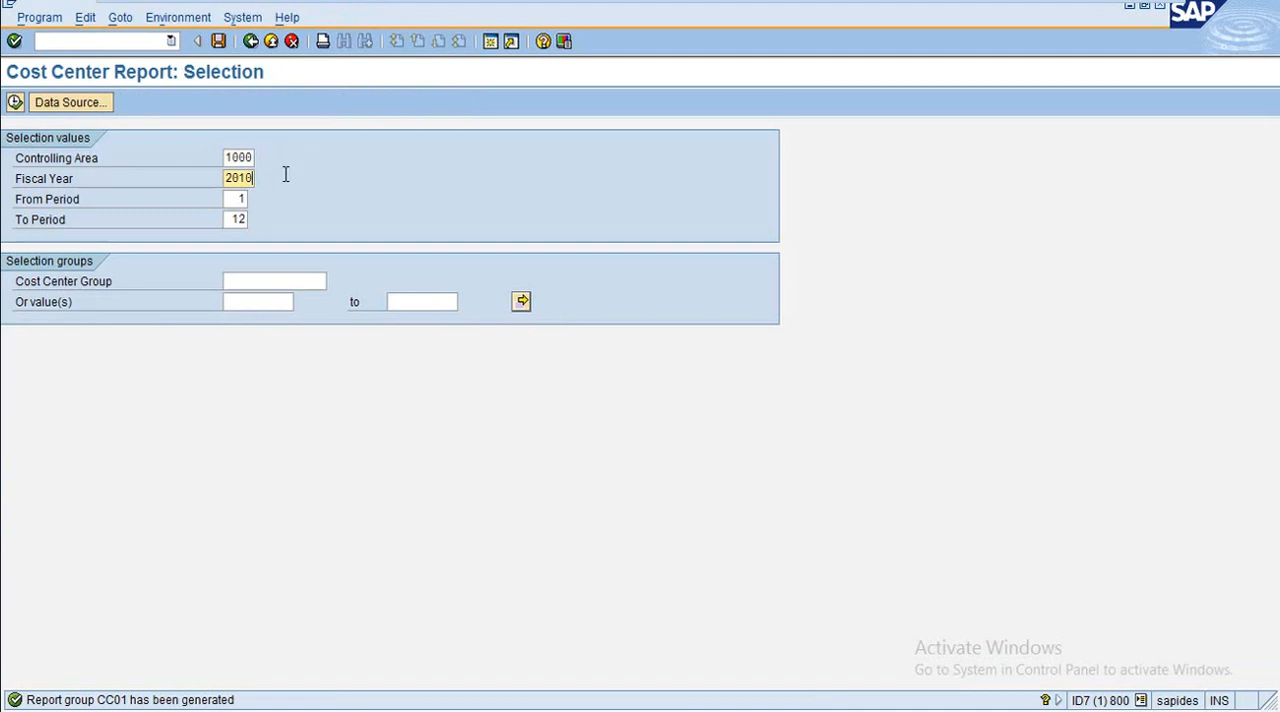 Program Edit Goto Environment System Help
SAP
Cost Center Report: Selection
Data Source...
Selection values
Controlling Area 1000
Fiscal Year 2010
From Period 1
To Period 12
Selection groups
Cost Center Group
Or value(s) to
Activate Windows
Go to System in Control Panel to activate Windows.
Report group CC01 has been generated ID7 (1) 800 sapides INS